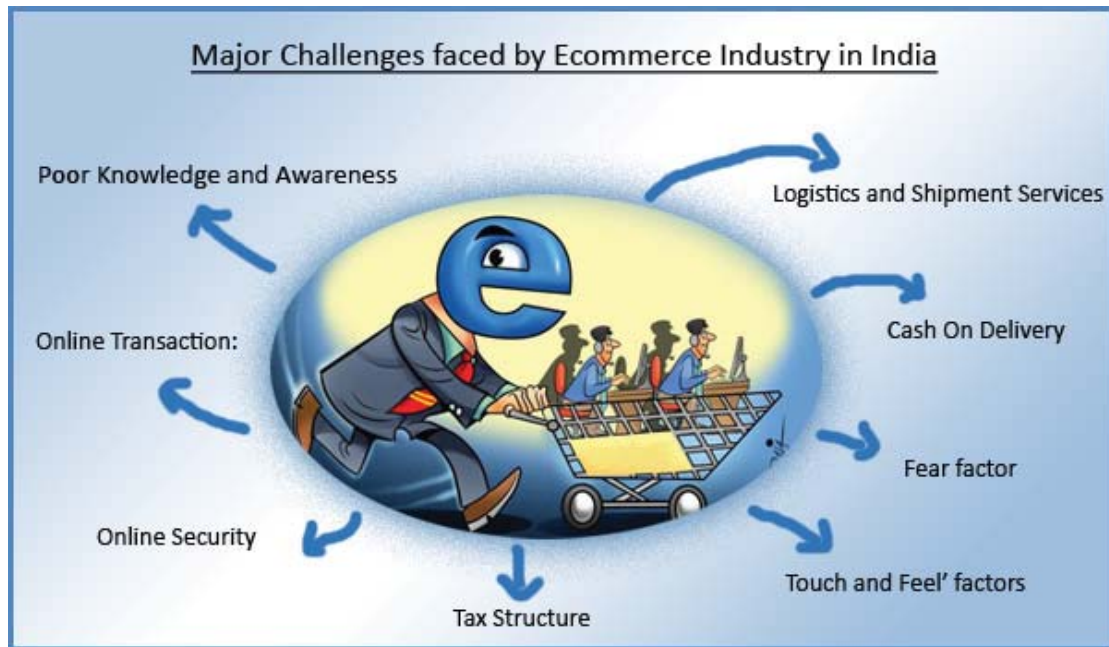 Major Challenges faced by Ecommerce Industry in India
Poor Knowledge and Awareness
Logistics and Shipment Services
Online Transaction:
Cash On Delivery
Fear factor
Online Security
Touch and Feel’ factors
Tax Structure